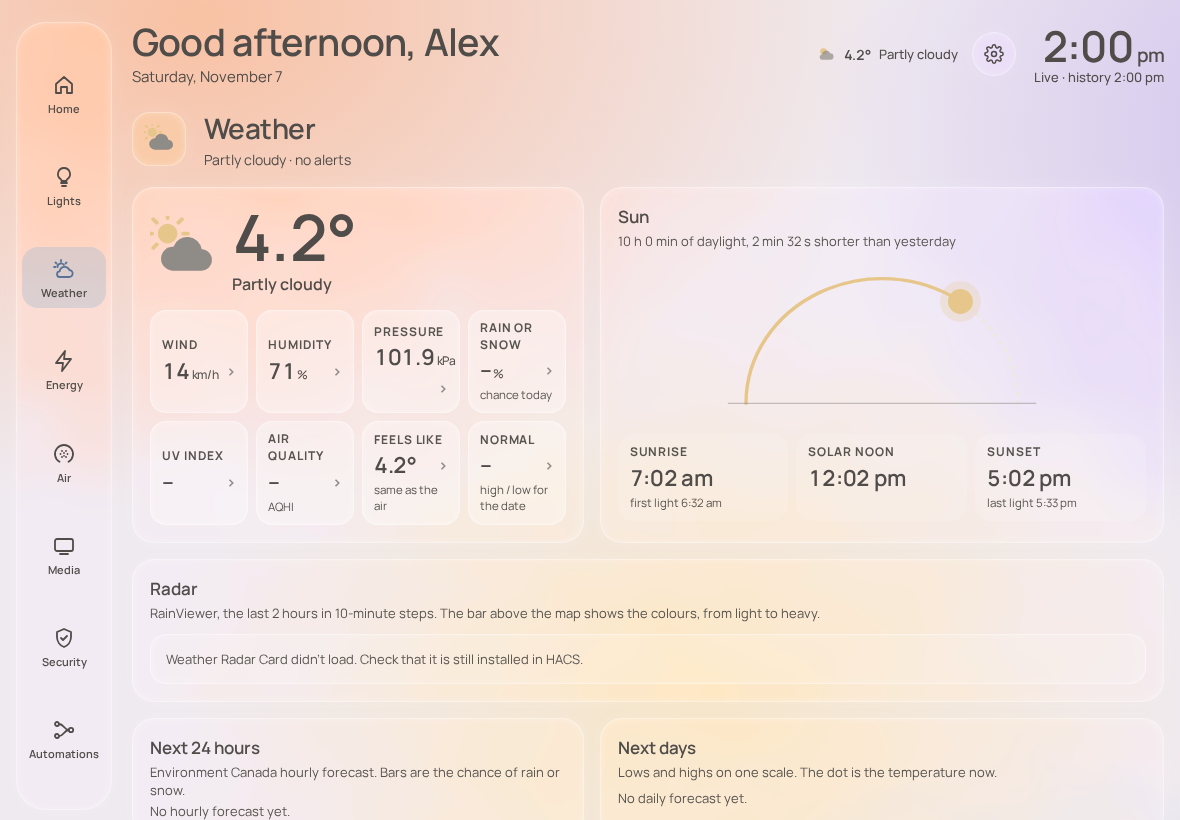 Good afternoon, Alex
Saturday, November 7
4.2° Partly cloudy
2:00 pm
Live · history 2:00 pm
Home
Lights
Weather
Energy
Air
Media
Security
Automations
Weather
Partly cloudy · no alerts
4.2°
Partly cloudy
WIND
14 km/h
HUMIDITY
71 %
PRESSURE
101.9 kPa
RAIN OR
SNOW
– %
chance today
UV INDEX
–
AIR
QUALITY
–
AQHI
FEELS LIKE
4.2°
same as the
air
NORMAL
–
high / low for
the date
Sun
10 h 0 min of daylight, 2 min 32 s shorter than yesterday
SUNRISE
7:02 am
first light 6:32 am
SOLAR NOON
12:02 pm
SUNSET
5:02 pm
last light 5:33 pm
Radar
RainViewer, the last 2 hours in 10-minute steps. The bar above the map shows the colours, from light to heavy.
Weather Radar Card didn't load. Check that it is still installed in HACS.
Next 24 hours
Environment Canada hourly forecast. Bars are the chance of rain or
snow.
No hourly forecast yet.
Next days
Lows and highs on one scale. The dot is the temperature now.
No daily forecast yet.